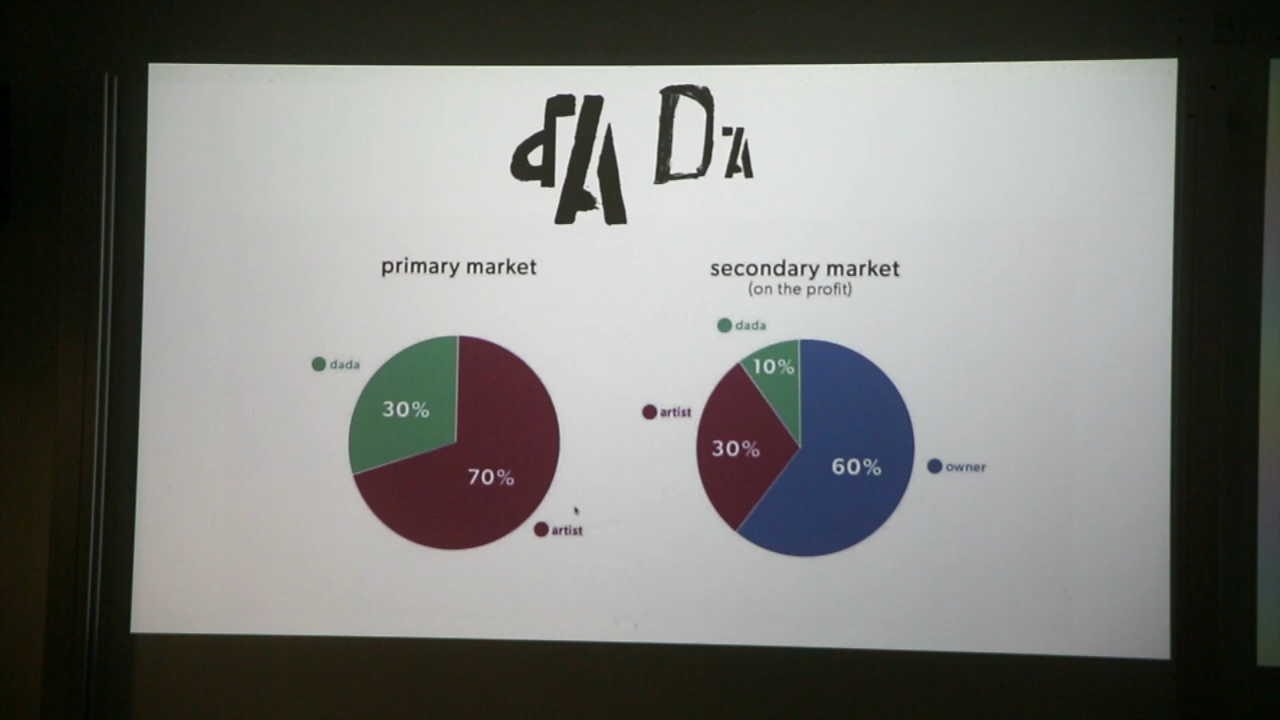 dADA
primary market
dada
30%
70%
artist
secondary market
(on the profit)
dada
10%
artist
30%
60%
owner